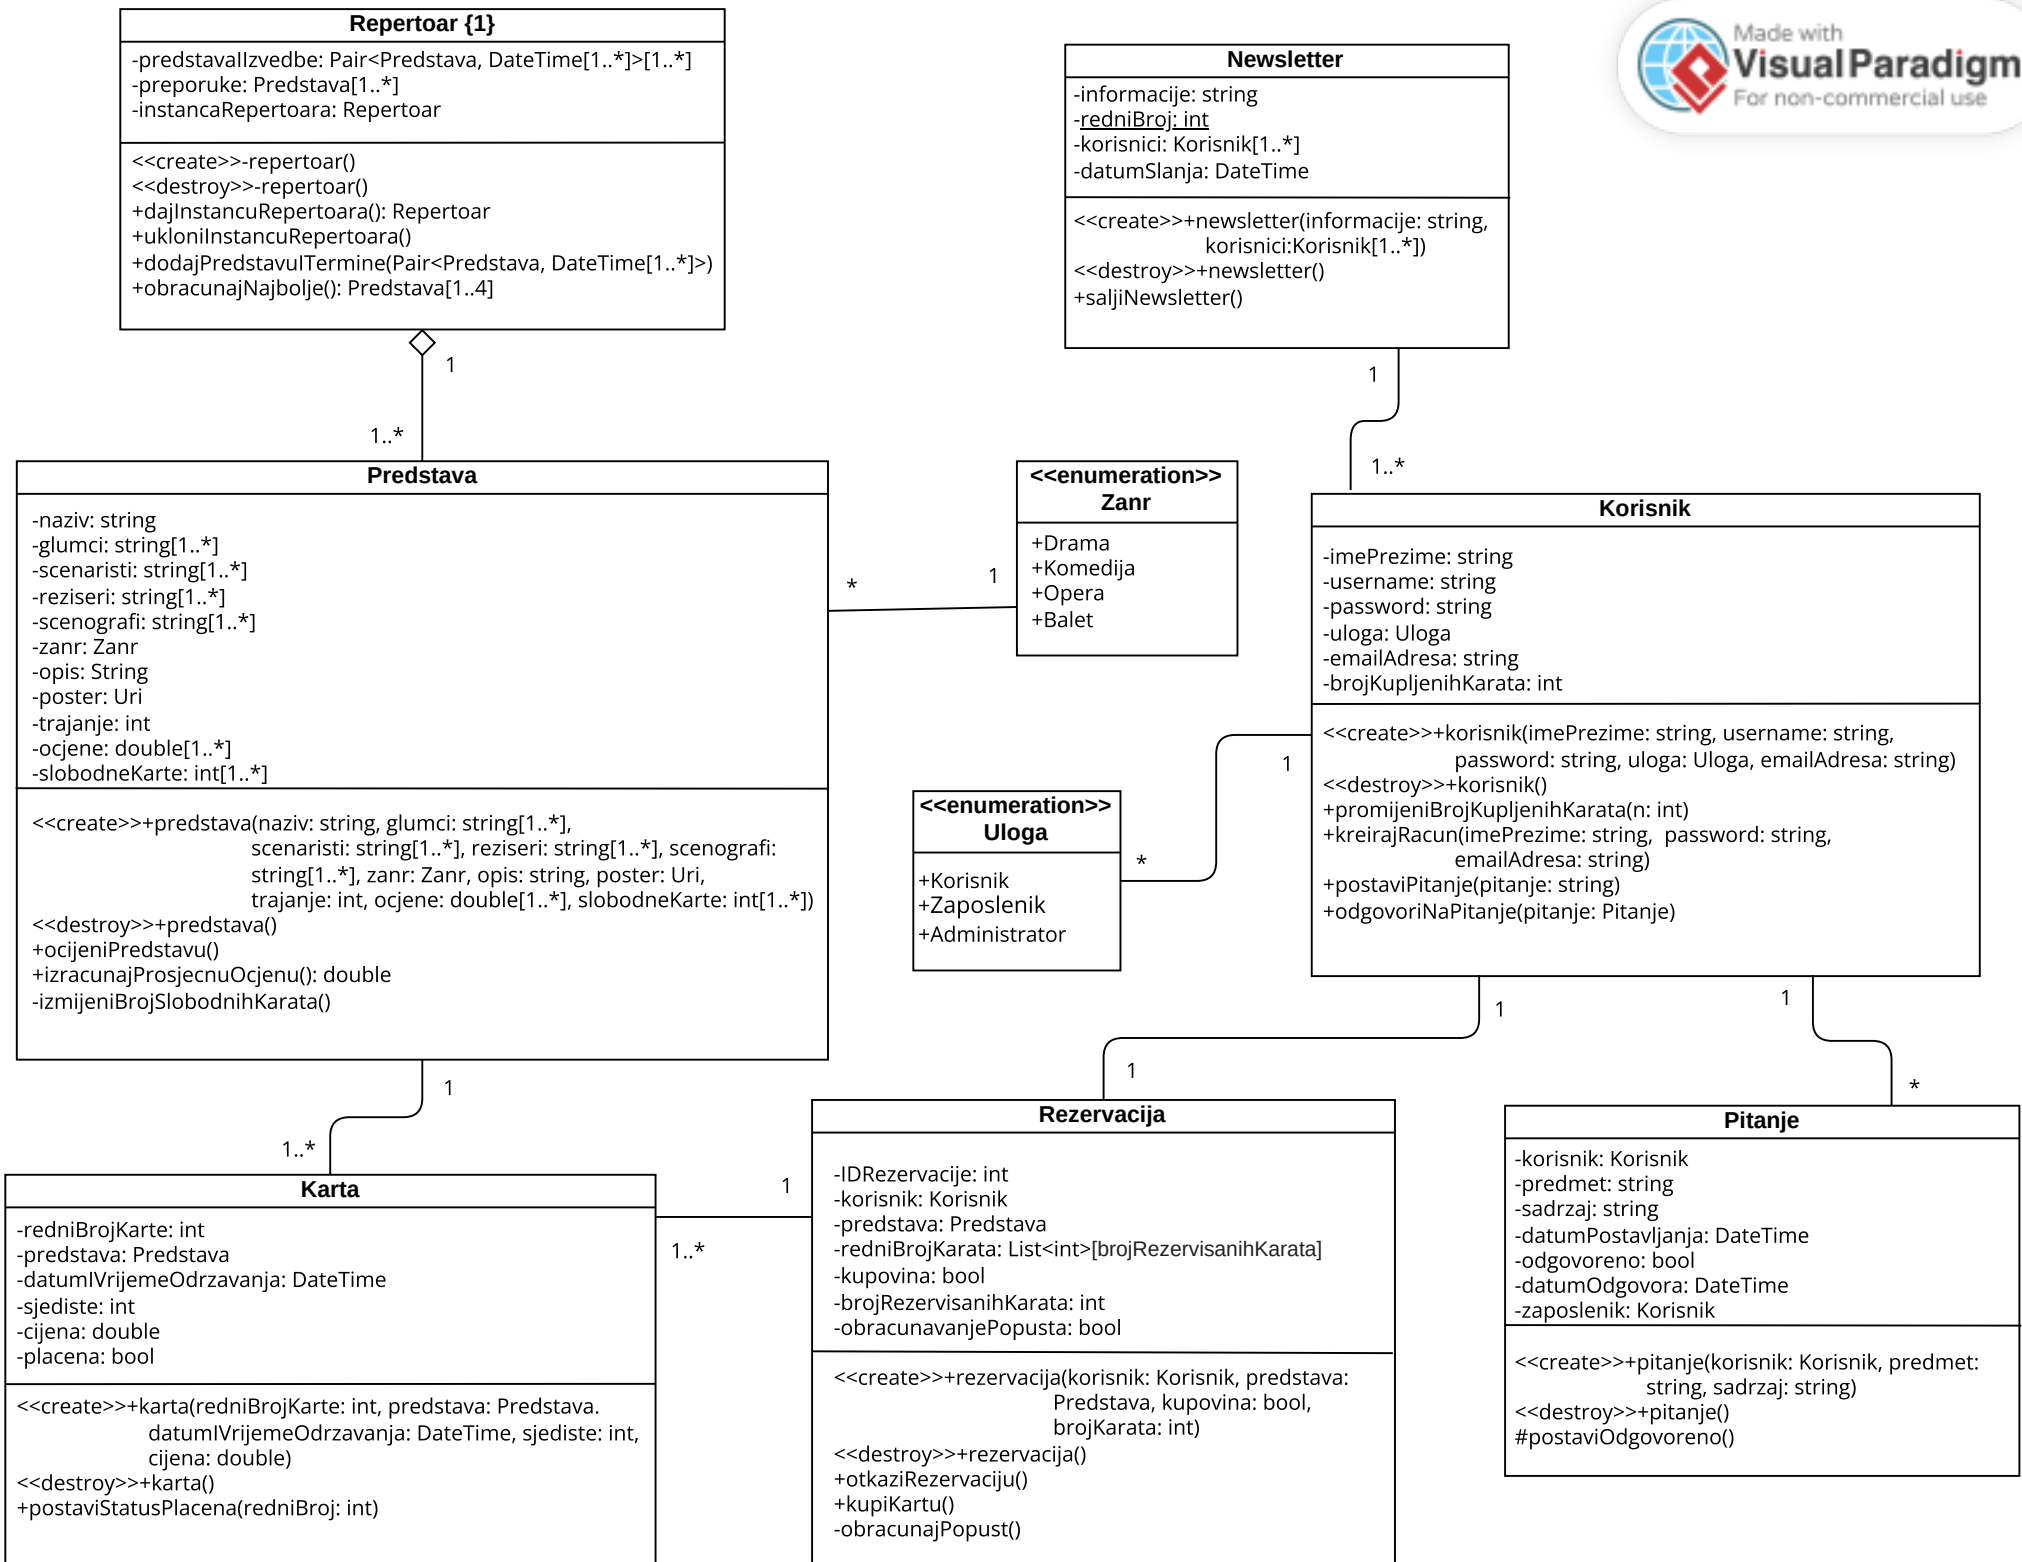 Repertoar {1}
-predstavaIIzvedbe: Pair<Predstava, DateTime[1..*]>[1..*]
-preporuke: Predstava[1..*]
-instancaRepertoara: Repertoar
<<create>>-repertoar()
<<destroy>>-repertoar()
+dajInstancuRepertoara(): Repertoar
+ukloniInstancuRepertoara()
+dodajPredstavuITermine(Pair<Predstava, DateTime[1..*]>)
+obracunajNajbolje(): Predstava[1..4]
1
1..*
Newsletter
-informacije: string
-redniBroj: int
-korisnici: Korisnik[1..*]
-datumSlanja: DateTime
<<create>>+newsletter(informacije: string,
korisnici:Korisnik[1..*])
<<destroy>>+newsletter()
+saljiNewsletter()
1
1..*
Made with
Visual Paradigm
For non-commercial use
Predstava
-naziv: string
-glumci: string[1..*]
-scenaristi: string[1..*]
-reziseri: string[1..*]
-scenografi: string[1..*]
-zanr: Zanr
-opis: String
-poster: Uri
-trajanje: int
-ocjene: double[1..*]
-slobodneKarte: int[1..*]
<<create>>+predstava(naziv: string, glumci: string[1..*],
scenaristi: string[1..*], reziseri: string[1..*], scenografi:
string[1..*], zanr: Zanr, opis: string, poster: Uri,
trajanje: int, ocjene: double[1..*], slobodneKarte: int[1..*])
<<destroy>>+predstava()
+ocijeniPredstavu()
+izracunajProsjecnuOcjenu(): double
-izmijeniBrojSlobodnihKarata()
*
1
<<enumeration>>
Zanr
+Drama
+Komedija
+Opera
+Balet
Korisnik
-imePrezime: string
-username: string
-password: string
-uloga: Uloga
-emailAdresa: string
-brojKupljenihKarata: int
<<create>>+korisnik(imePrezime: string, username: string,
password: string, uloga: Uloga, emailAdresa: string)
<<destroy>>+korisnik()
+promijeniBrojKupljenihKarata(n: int)
+kreirajRacun(imePrezime: string,  password: string,
emailAdresa: string)
+postaviPitanje(pitanje: string)
+odgovoriNaPitanje(pitanje: Pitanje)
1
*
<<enumeration>>
Uloga
+Korisnik
+Zaposlenik
+Administrator
1
1..*
1
1
1
*
Karta
-redniBrojKarte: int
-predstava: Predstava
-datumIVrijemeOdrzavanja: DateTime
-sjediste: int
-cijena: double
-placena: bool
<<create>>+karta(redniBrojKarte: int, predstava: Predstava.
datumIVrijemeOdrzavanja: DateTime, sjediste: int,
cijena: double)
<<destroy>>+karta()
+postaviStatusPlacena(redniBroj: int)
1
1..*
Rezervacija
-IDRezervacije: int
-korisnik: Korisnik
-predstava: Predstava
-redniBrojKarata: List<int>[brojRezervisanihKarata]
-kupovina: bool
-brojRezervisanihKarata: int
-obracunavanjePopusta: bool
<<create>>+rezervacija(korisnik: Korisnik, predstava:
Predstava, kupovina: bool,
brojKarata: int)
<<destroy>>+rezervacija()
+otkaziRezervaciju()
+kupiKartu()
-obracunajPopust()
Pitanje
-korisnik: Korisnik
-predmet: string
-sadrzaj: string
-datumPostavljanja: DateTime
-odgovoreno: bool
-datumOdgovora: DateTime
-zaposlenik: Korisnik
<<create>>+pitanje(korisnik: Korisnik, predmet:
string, sadrzaj: string)
<<destroy>>+pitanje()
#postaviOdgovoreno()